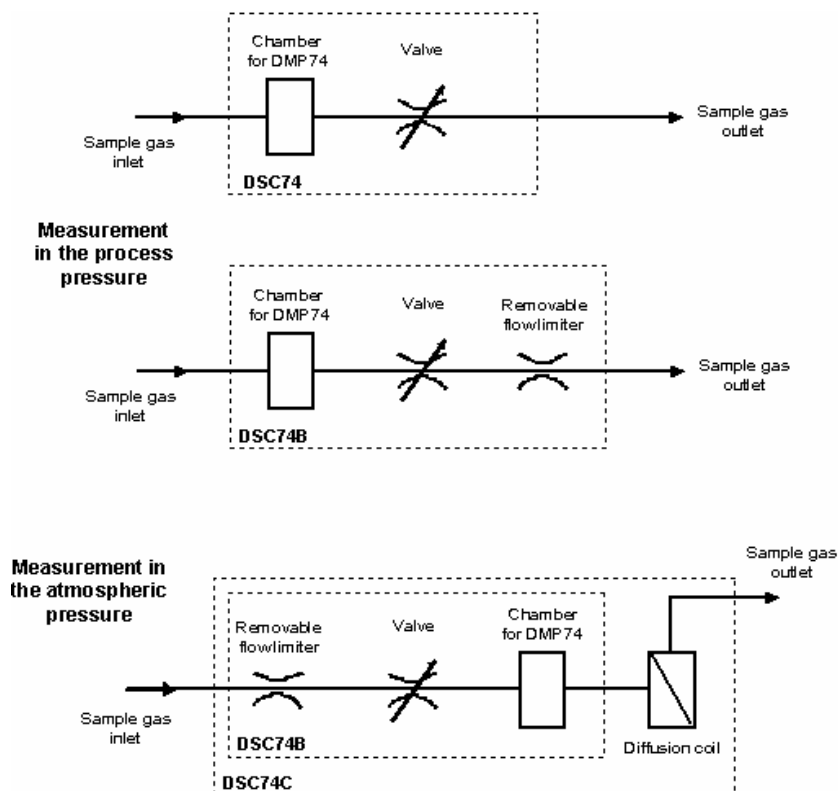 Chamber
for DMP74
Valve
Sample gas
inlet
Sample gas
outlet
DSC74
Measurement
in the process
pressure
Chamber
for DMP74
Valve
Removable
flowlimiter
Sample gas
inlet
Sample gas
outlet
DSC74B
Measurement in
the atmospheric
pressure
Sample gas
outlet
Removable
flowlimiter
Valve
Chamber
for DMP74
Sample gas
inlet
DSC74B
Diffusion coil
DSC74C